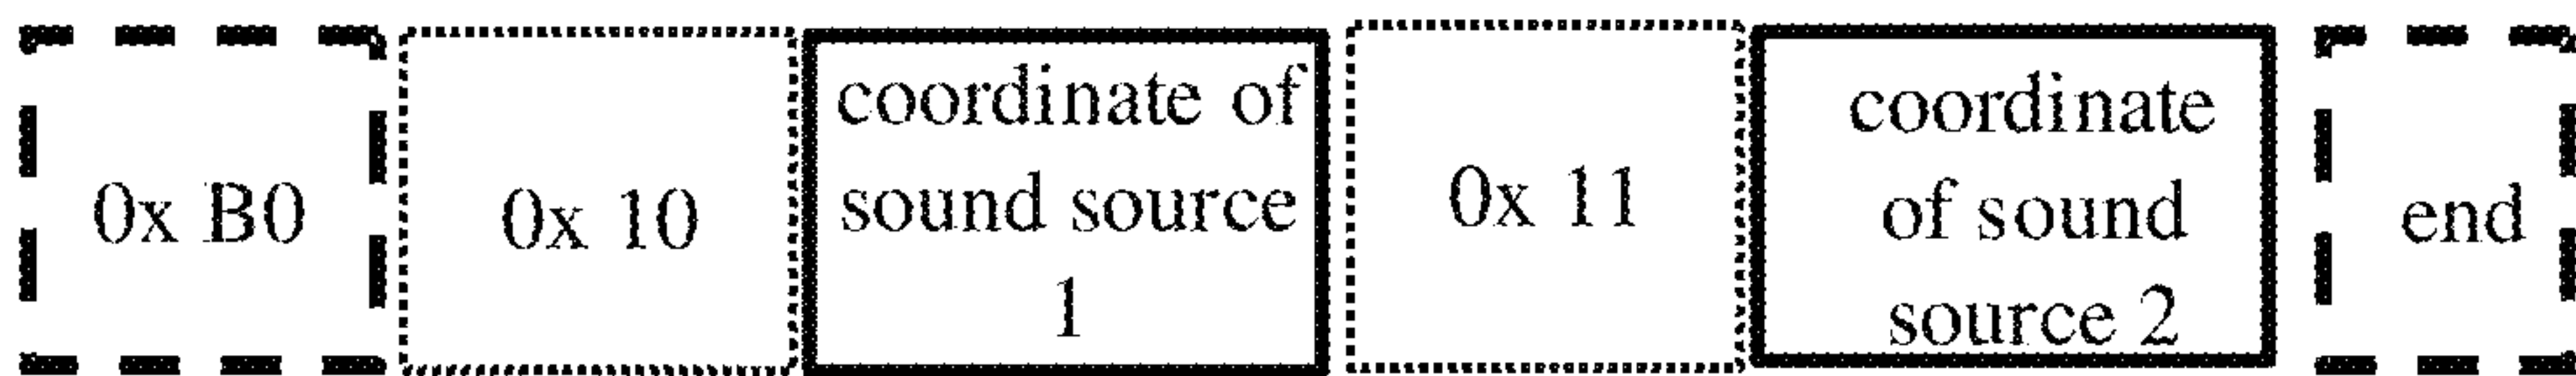 0x B0
0x 10
coordinate of
sound source
1
0x 11
coordinate
of sound
source 2
end